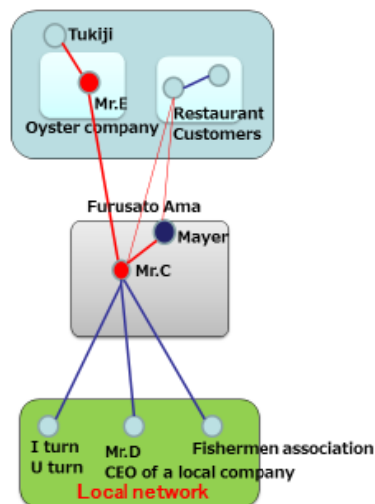 Tukiji
Mr.E
Oyster company
Restaurant
Customers
Furusato Ama
Mayer
Mr.C
I turn
U turn
Mr.D
CEO of a local company
Fishermen association
Local network